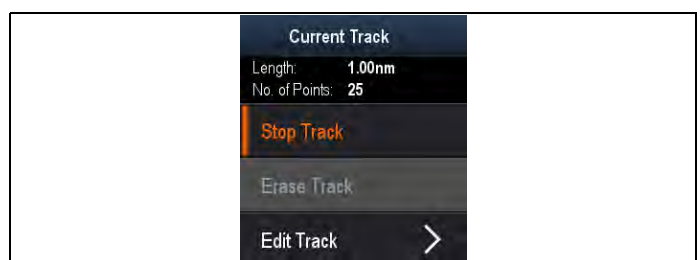 Current Track
Length: 1.00nm
No. of Points: 25
Stop Track
Erase Track
Edit Track